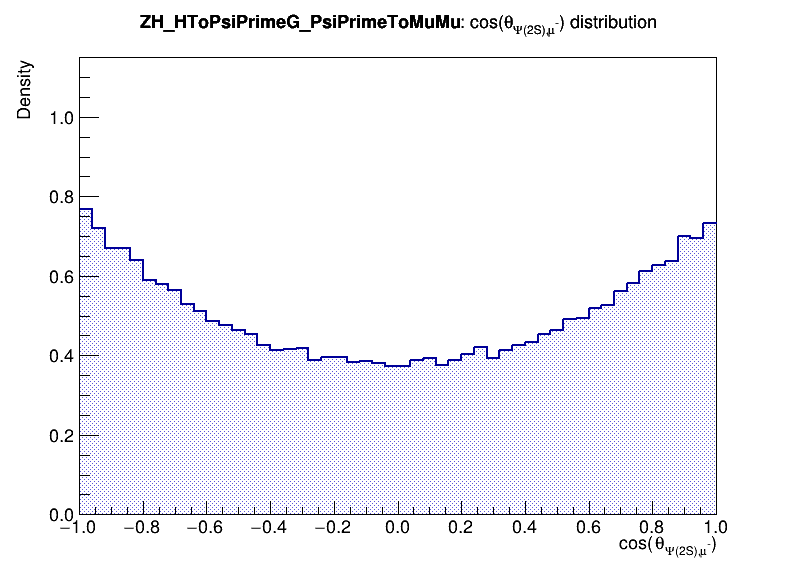 ZH_HToPsiPrimeG_PsiPrimeToMuMu: cos(θΨ(2S),μ-) distribution
Density
1.0
0.8
0.6
0.4
0.2
0.0
−1.0 −0.8 −0.6 −0.4 −0.2 0.0 0.2 0.4 0.6 0.8 1.0
cos(θΨ(2S),μ-)